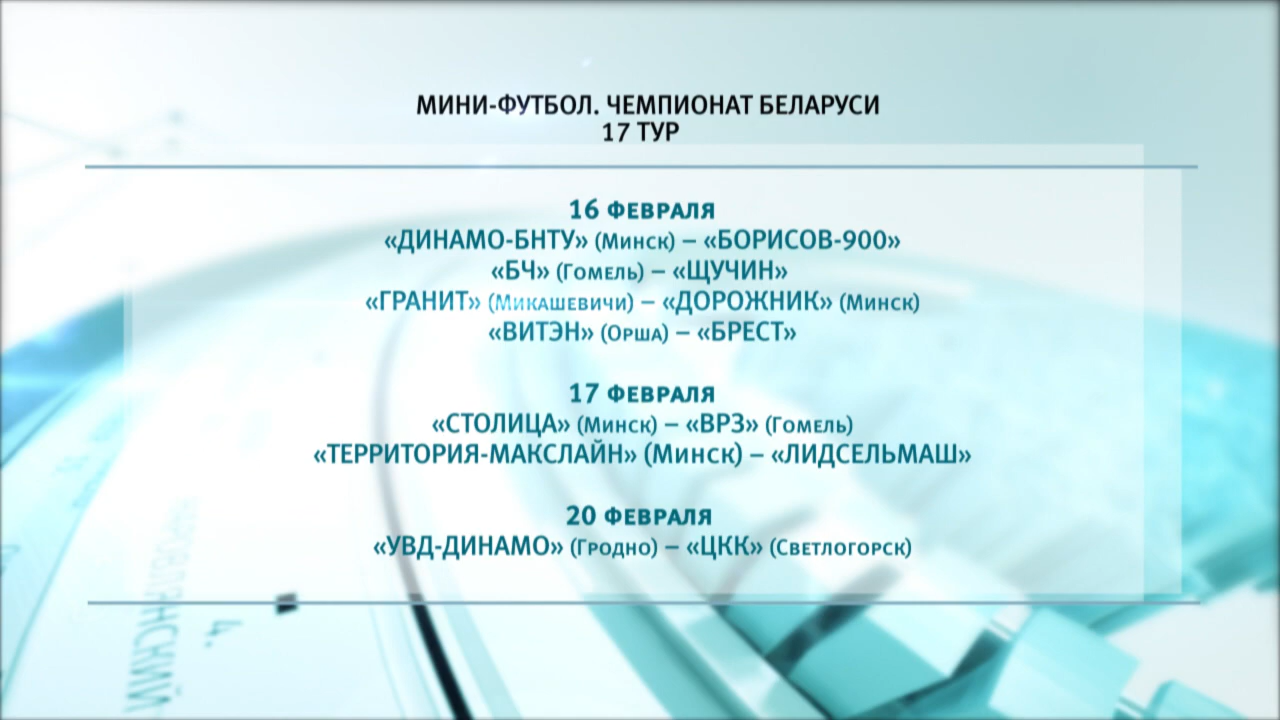 МИНИ-ФУТБОЛ. ЧЕМПИОНАТ БЕЛАРУСИ
17 ТУР
16 ФЕВРАЛЯ
«ДИНАМО-БНТУ» (Минск) – «БОРИСОВ-900»
«БЧ» (Гомель) – «ЩУЧИН»
«ГРАНИТ» (Микашевичи) – «ДОРОЖНИК» (Минск)
«ВИТЭН» (Орша) – «БРЕСТ»
17 ФЕВРАЛЯ
«СТОЛИЦА» (Минск) – «ВРЗ» (Гомель)
«ТЕРРИТОРИЯ-МАКСЛАЙН» (Минск) – «ЛИДСЕЛЬМАШ»
20 ФЕВРАЛЯ
«УВД-ДИНАМО» (Гродно) – «ЦКК» (Светлогорск)
4.